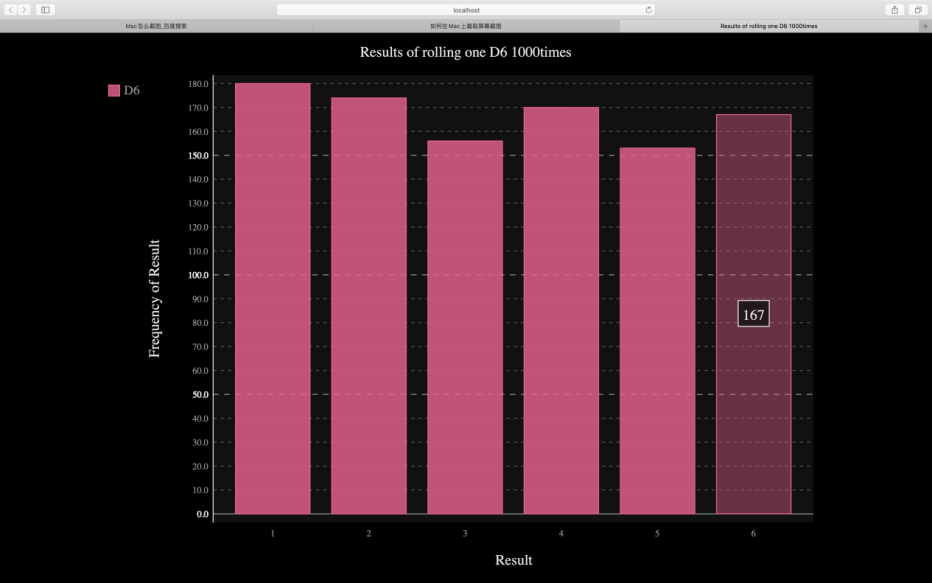 localhost
Mac怎么截图_百度搜索
如何在Mac上截取屏幕截图
Results of rolling one D6 1000times
Results of rolling one D6 1000times
D6
180.0
170.0
160.0
150.0
140.0
130.0
120.0
110.0
100.0
90.0
80.0
70.0
60.0
50.0
40.0
30.0
20.0
10.0
0.0
Frequency of Result
167
1 2 3 4 5 6
Result